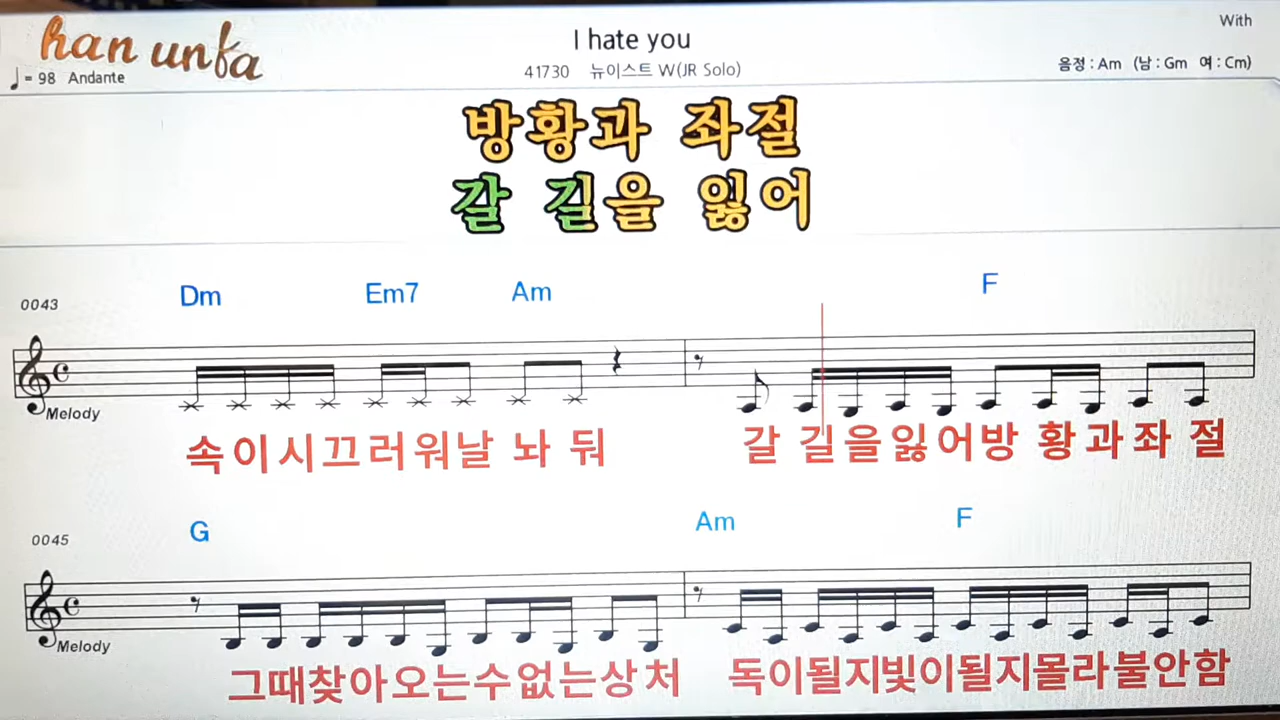 han unfa
With
I hate you
♩= 98 Andante
41730 뉴이스트 W(JR Solo)
음정 : Am (남 : Gm 여 : Cm)
방황과 좌절
갈 길을 잃어
0043
Dm Em7 Am F
Melody
속이시끄러워날 놔 둬 갈 길을잃어방 황과좌 절
0045
G Am F
Melody
그때찾아오는수없는상처 독이될지빛이될지몰라불안함